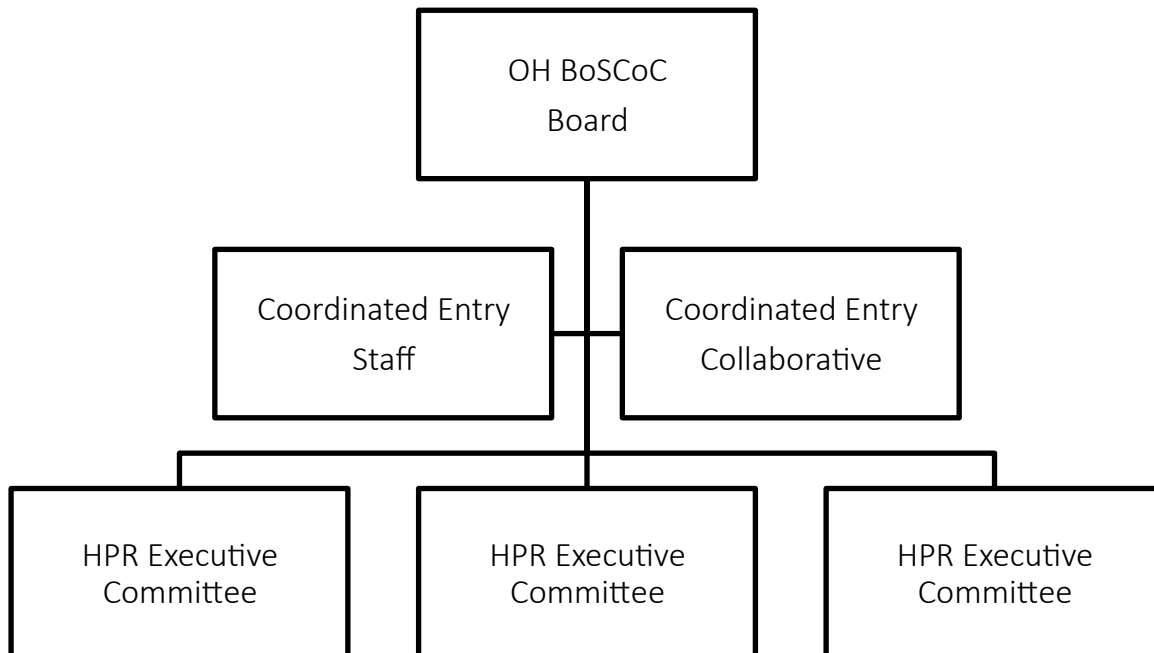 OH BoSCoC
Board
Coordinated Entry
Staff
Coordinated Entry
Collaborative
HPR Executive
Committee
HPR Executive
Committee
HPR Executive
Committee